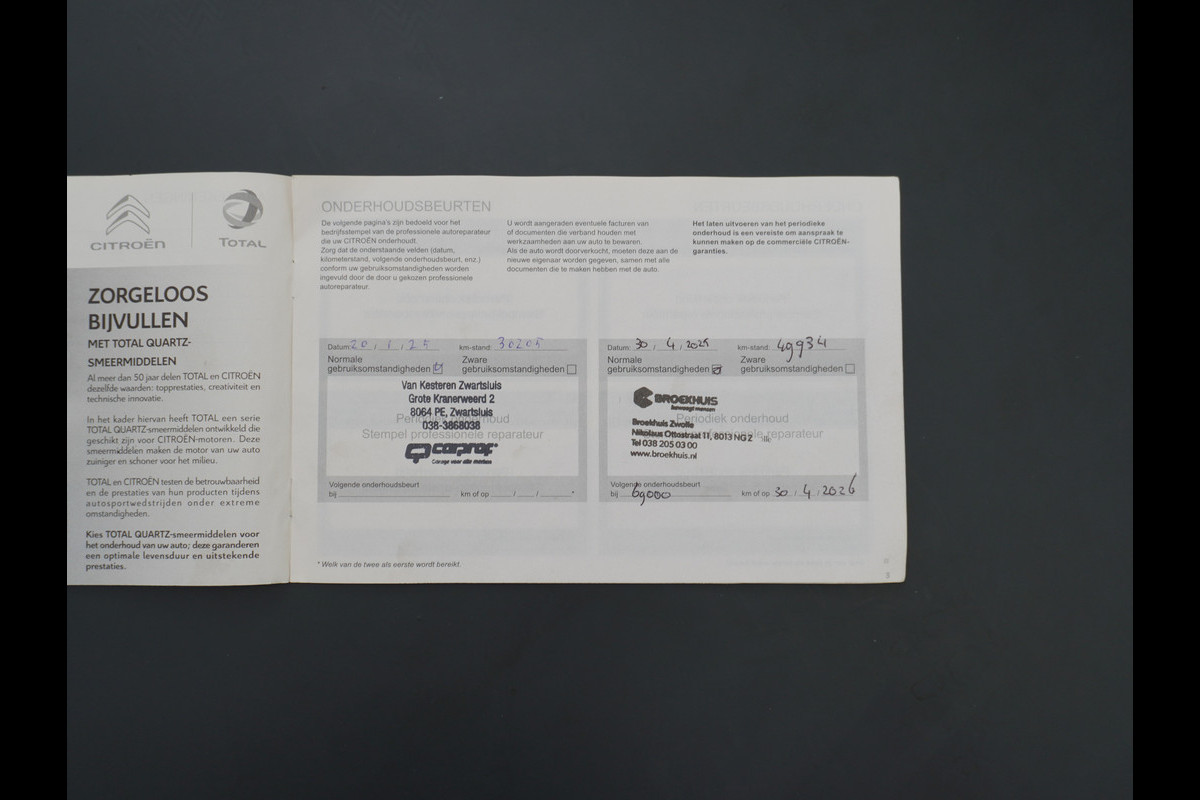 CITROËN
TOTAL
ZORGELOOS
BIJVULLEN
MET TOTAL QUARTZ-
SMEERMIDDELEN
Al meer dan 50 jaar delen TOTAL en CITROËN
dezelfde waarden: topprestaties, creativiteit en
technische innovatie.
In het kader hiervan heeft TOTAL een serie
TOTAL QUARTZ-smeermiddelen ontwikkeld die
geschikt zijn voor CITROËN-motoren. Deze
smeermiddelen maken de motor van uw auto
zuiniger en schoner voor het milieu.
TOTAL en CITROËN testen de betrouwbaarheid
en de prestaties van hun producten tijdens
autosportwedstrijden onder extreme
omstandigheden.
Kies TOTAL QUARTZ-smeermiddelen voor
het onderhoud van uw auto; deze garanderen
een optimale levensduur en uitstekende
prestaties.
ONDERHOUDSBEURTEN
De volgende pagina's zijn bedoeld voor het
bedrijfsstempel van de professionele autoreparateur
die uw CITROËN onderhoudt.
Zorg dat de onderstaande velden (datum,
kilometerstand, volgende onderhoudsbeurt, enz.)
conform uw gebruiksomstandigheden worden
ingevuld door de door u gekozen professionele
autoreparateur.
U wordt aangeraden eventuele facturen van
of documenten die verband houden met
werkzaamheden aan uw auto te bewaren.
Als de auto wordt doorverkocht, moeten deze aan de
nieuwe eigenaar worden gegeven, samen met alle
documenten die te maken hebben met de auto.
Het laten uitvoeren van het periodieke
onderhoud is een vereiste om aanspraak te
kunnen maken op de commerciële CITROËN-
garanties.
Datum: 20 / 1 / 25 km-stand: 30205
Normale
gebruiksomstandigheden
Zware
gebruiksomstandigheden
Van Kesteren Zwartsluis
Grote Kranerweerd 2
8064 PE, Zwartsluis
038-3868038
Periodiek onderhoud
Stempel professionele reparateur
carprof
Garage voor alle merken
Volgende onderhoudsbeurt
bij km of op / / *
Datum: 30 / 4 / 2025 km-stand: 49934
Normale
gebruiksomstandigheden
Zware
gebruiksomstandigheden
BROEKHUIS
beweegt mensen
Periodiek onderhoud
Broekhuis Zwolle
Nikolaus Ottostraat 11, 8013 NG Z
reparateur
Tel 038 205 03 00
www.broekhuis.nl
Volgende onderhoudsbeurt
bij 69000 km of op 30 / 4 / 2026
* Welk van de twee als eerste wordt bereikt.